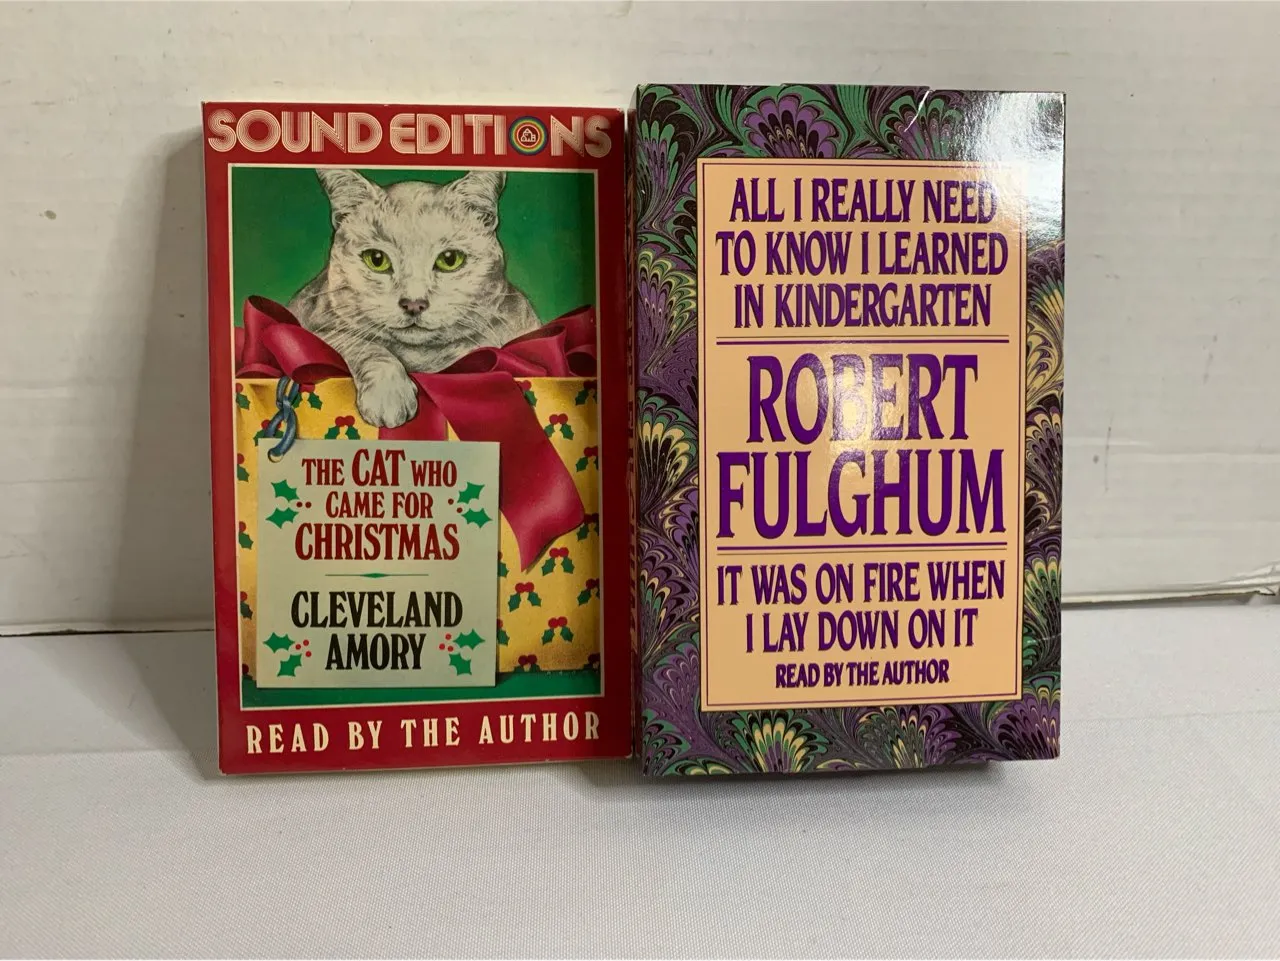 SOUND EDITIONS
THE CAT WHO
CAME FOR
CHRISTMAS
CLEVELAND
AMORY
READ BY THE AUTHOR
ALL I REALLY NEED
TO KNOW I LEARNED
IN KINDERGARTEN
ROBERT
FULGHUM
IT WAS ON FIRE WHEN
I LAY DOWN ON IT
READ BY THE AUTHOR